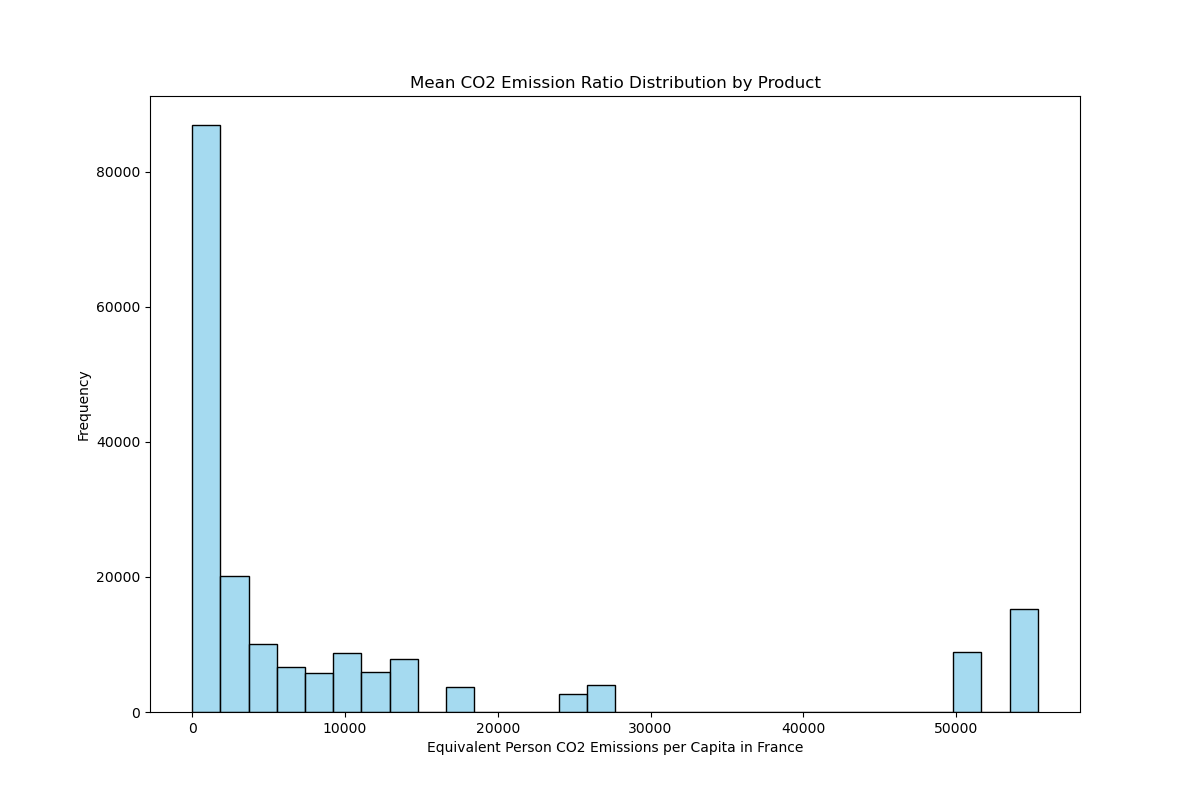 Mean CO2 Emission Ratio Distribution by Product
Frequency
80000
60000
40000
20000
0
0 10000 20000 30000 40000 50000
Equivalent Person CO2 Emissions per Capita in France